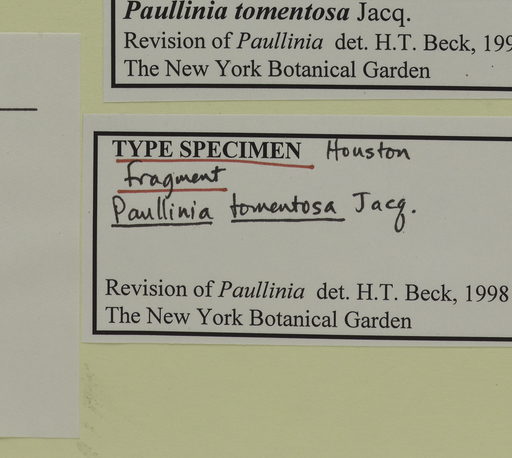 Paullinia tomentosa Jacq.
Revision of Paullinia det. H.T. Beck, 199
The New York Botanical Garden
TYPE SPECIMEN Houston
fragment
Paullinia tomentosa Jacq.
Revision of Paullinia det. H.T. Beck, 1998
The New York Botanical Garden